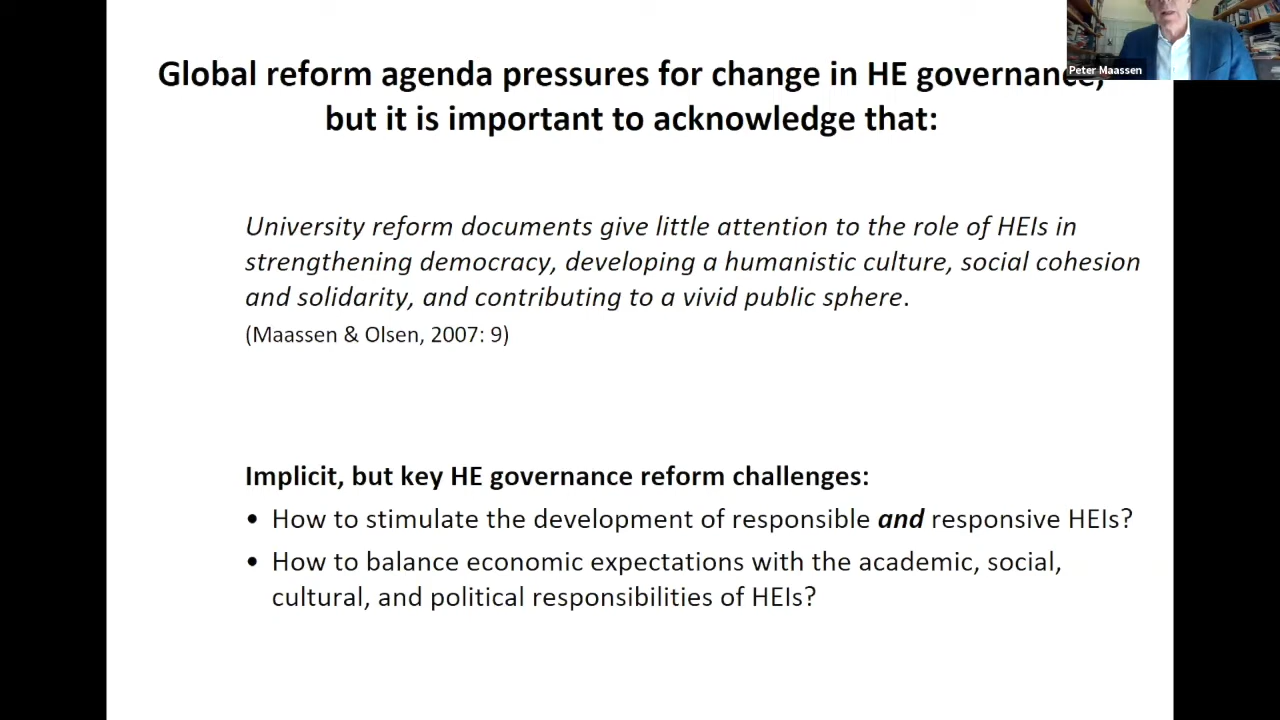 Global reform agenda pressures for change in HE governance,
but it is important to acknowledge that:
Peter Maassen
University reform documents give little attention to the role of HEIs in
strengthening democracy, developing a humanistic culture, social cohesion
and solidarity, and contributing to a vivid public sphere.
(Maassen & Olsen, 2007: 9)
Implicit, but key HE governance reform challenges:
• How to stimulate the development of responsible and responsive HEIs?
• How to balance economic expectations with the academic, social,
cultural, and political responsibilities of HEIs?